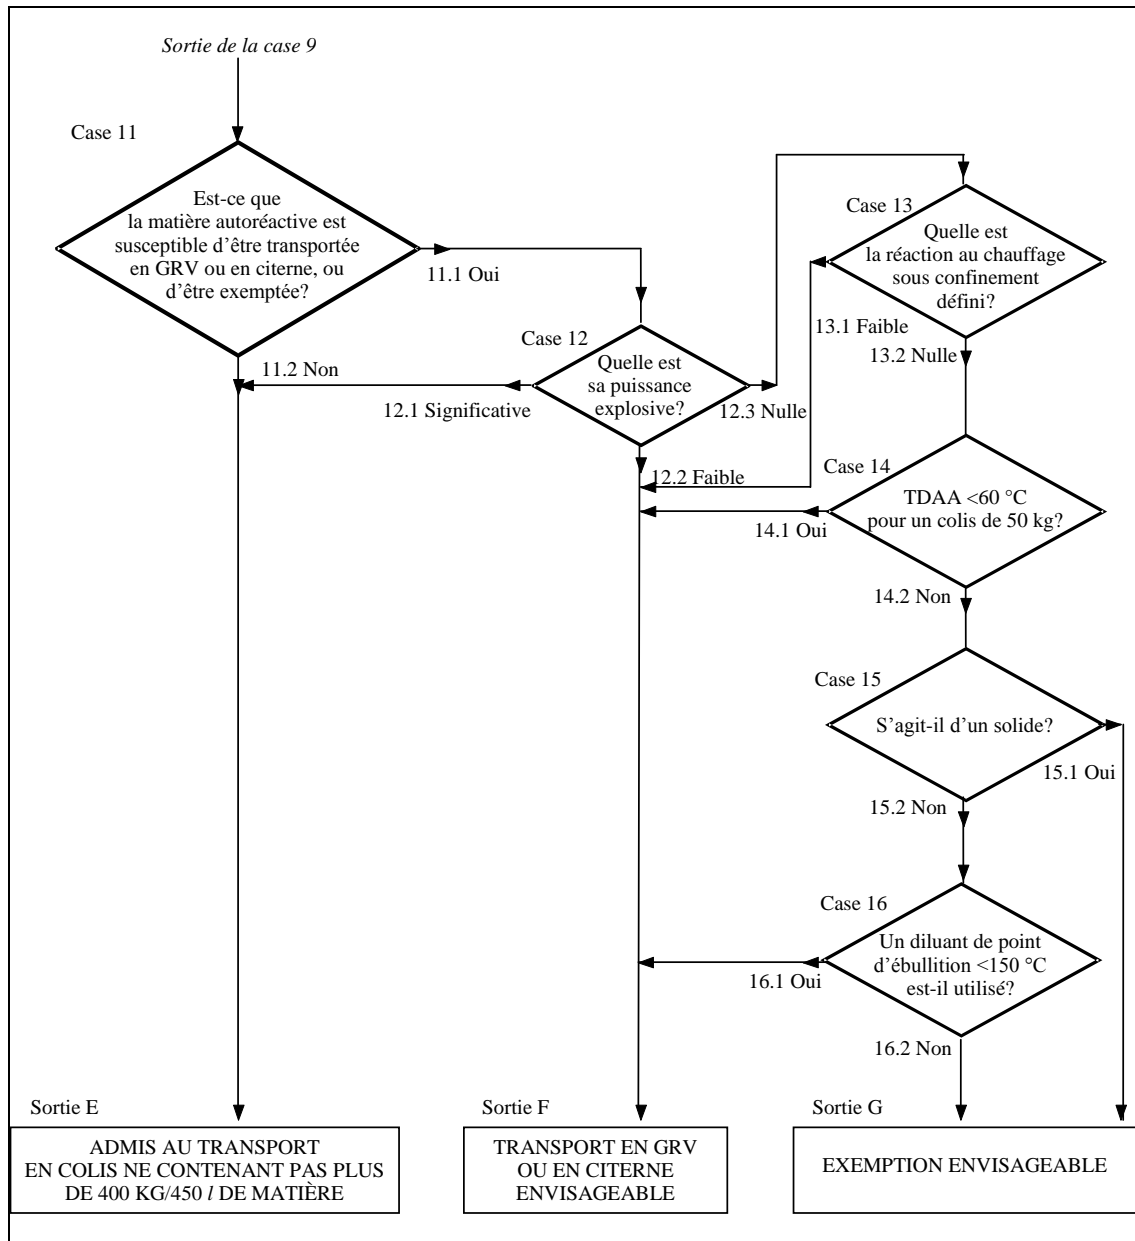 Sortie de la case 9
Case 11
Est-ce que
la matière autoréactive est
susceptible d'être transportée
en GRV ou en citerne, ou
d'être exemptée?
11.1 Oui
11.2 Non
Case 12
Quelle est
sa puissance
explosive?
12.1 Significative
12.3 Nulle
12.2 Faible
Case 13
Quelle est
la réaction au chauffage
sous confinement
défini?
13.1 Faible
13.2 Nulle
Case 14
TDAA <60 °C
pour un colis de 50 kg?
14.1 Oui
14.2 Non
Case 15
S'agit-il d'un solide?
15.1 Oui
15.2 Non
Case 16
Un diluant de point
d'ébullition <150 °C
est-il utilisé?
16.1 Oui
16.2 Non
Sortie E
ADMIS AU TRANSPORT
EN COLIS NE CONTENANT PAS PLUS
DE 400 KG/450 l DE MATIÈRE
Sortie F
TRANSPORT EN GRV
OU EN CITERNE
ENVISAGEABLE
Sortie G
EXEMPTION ENVISAGEABLE